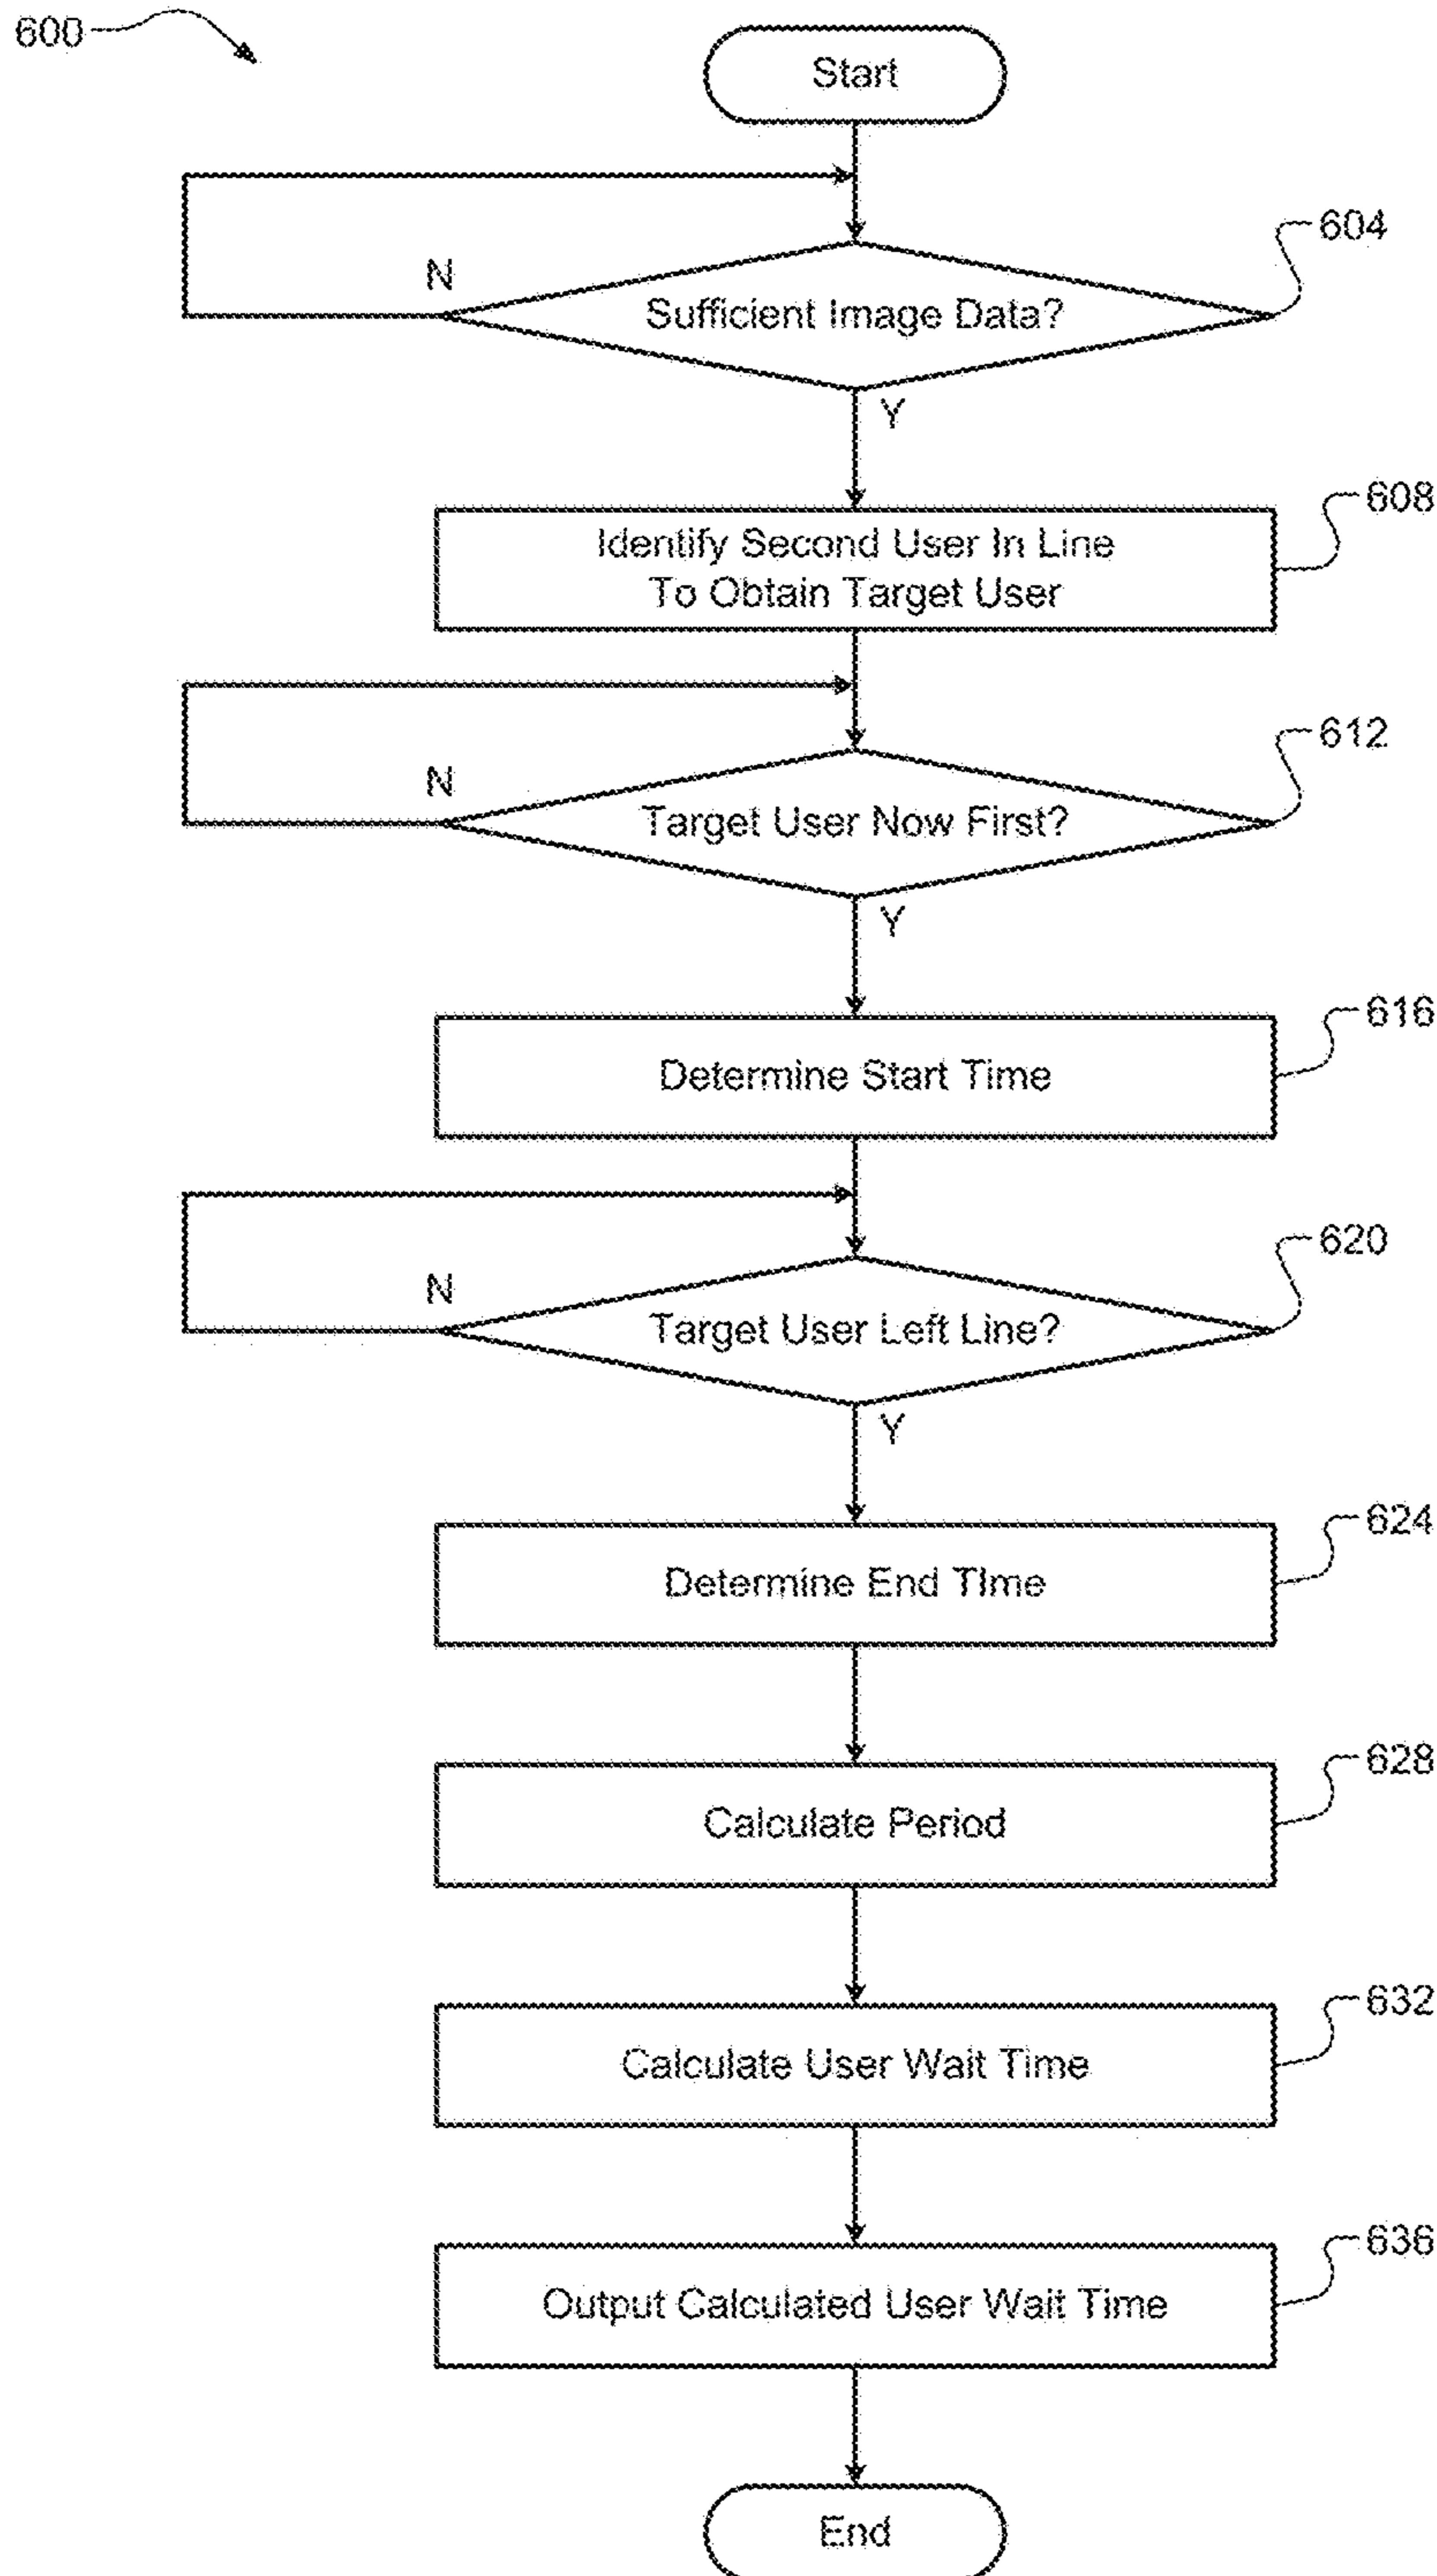 600
Start
604
N
Sufficient Image Data?
Y
608
Identify Second User In Line
To Obtain Target User
612
N
Target User Now First?
Y
616
Determine Start Time
620
N
Target User Left Line?
Y
624
Determine End TIme
628
Calculate Period
632
Calculate User Wait Time
636
Output Calculated User Wait Time
End